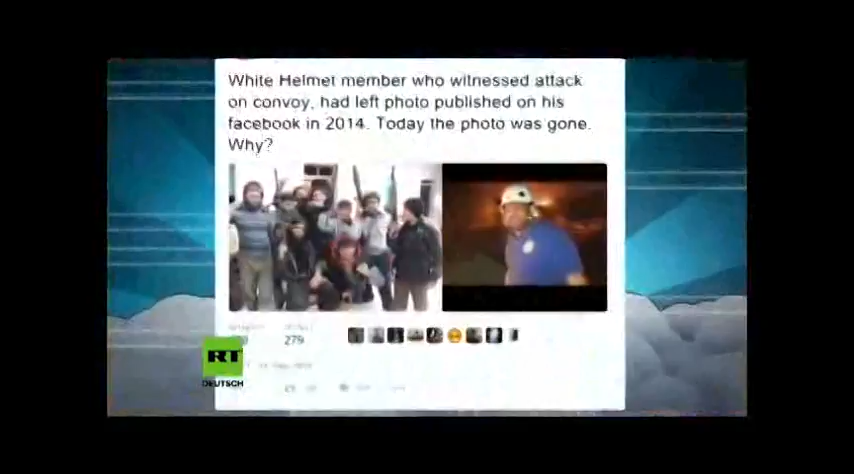 White Helmet member who witnessed attack
on convoy, had left photo published on his
facebook in 2014. Today the photo was gone.
Why?
279
RT
DEUTSCH